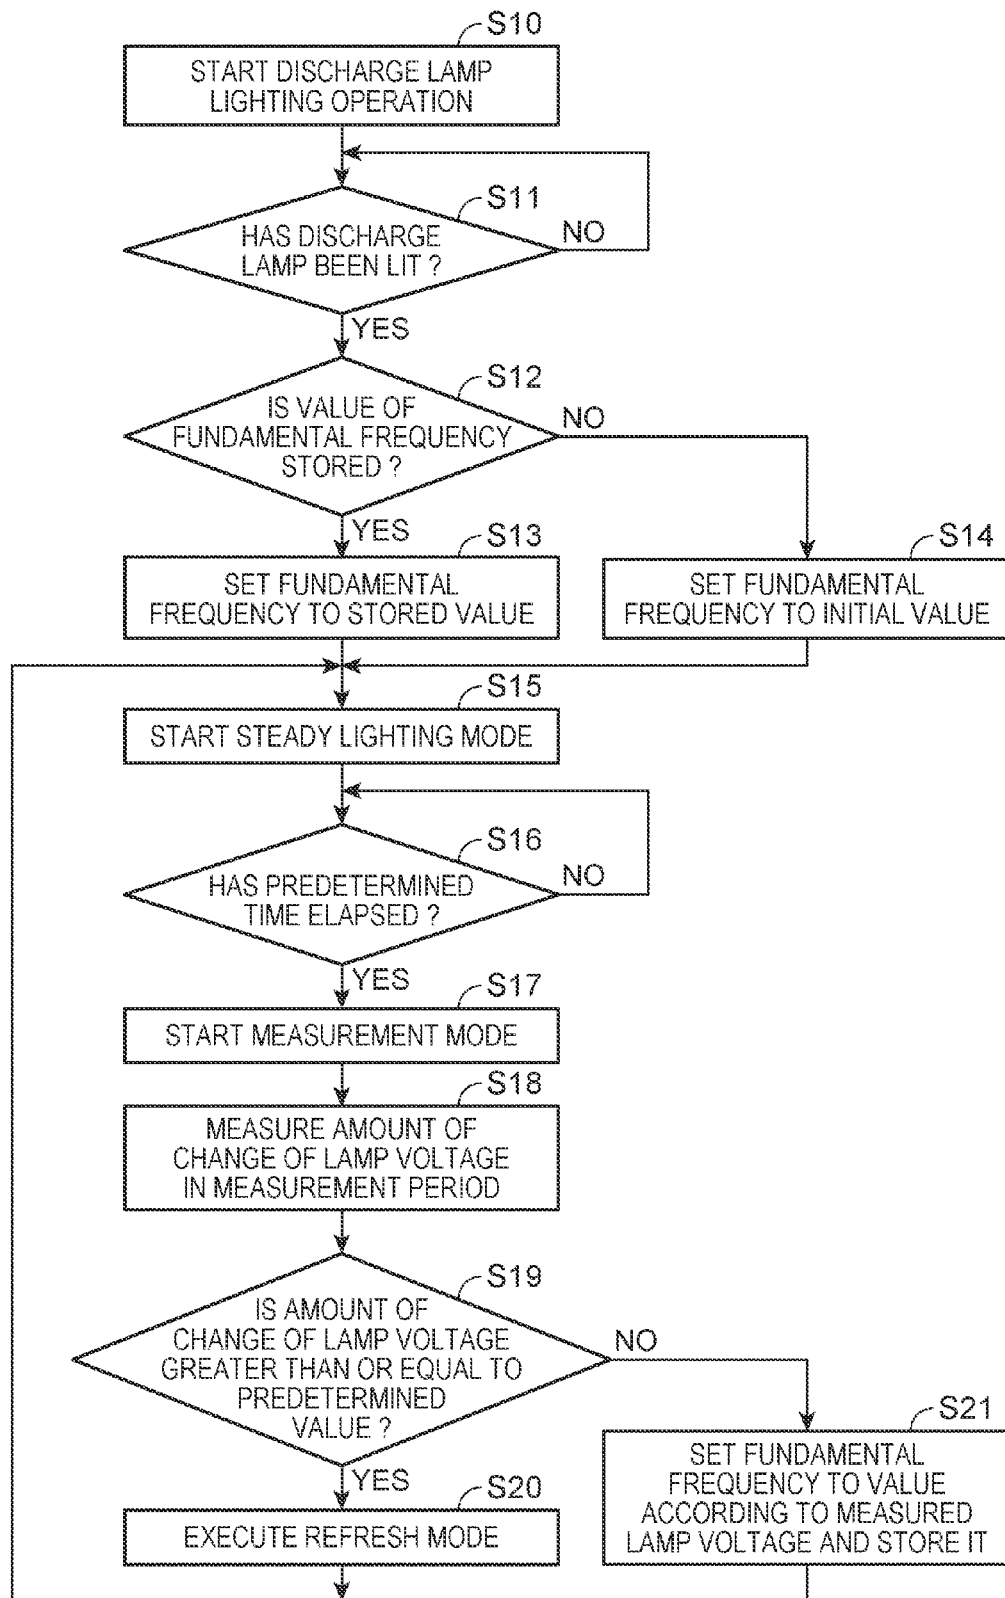 S10
START DISCHARGE LAMP
LIGHTING OPERATION
S11
HAS DISCHARGE
LAMP BEEN LIT ?
NO
YES
S12
IS VALUE OF
FUNDAMENTAL FREQUENCY
STORED ?
NO
YES
S13
SET FUNDAMENTAL
FREQUENCY TO STORED VALUE
S14
SET FUNDAMENTAL
FREQUENCY TO INITIAL VALUE
S15
START STEADY LIGHTING MODE
S16
HAS PREDETERMINED
TIME ELAPSED ?
NO
YES
S17
START MEASUREMENT MODE
S18
MEASURE AMOUNT OF
CHANGE OF LAMP VOLTAGE
IN MEASUREMENT PERIOD
S19
IS AMOUNT OF
CHANGE OF LAMP VOLTAGE
GREATER THAN OR EQUAL TO
PREDETERMINED
VALUE ?
NO
YES
S20
EXECUTE REFRESH MODE
S21
SET FUNDAMENTAL
FREQUENCY TO VALUE
ACCORDING TO MEASURED
LAMP VOLTAGE AND STORE IT